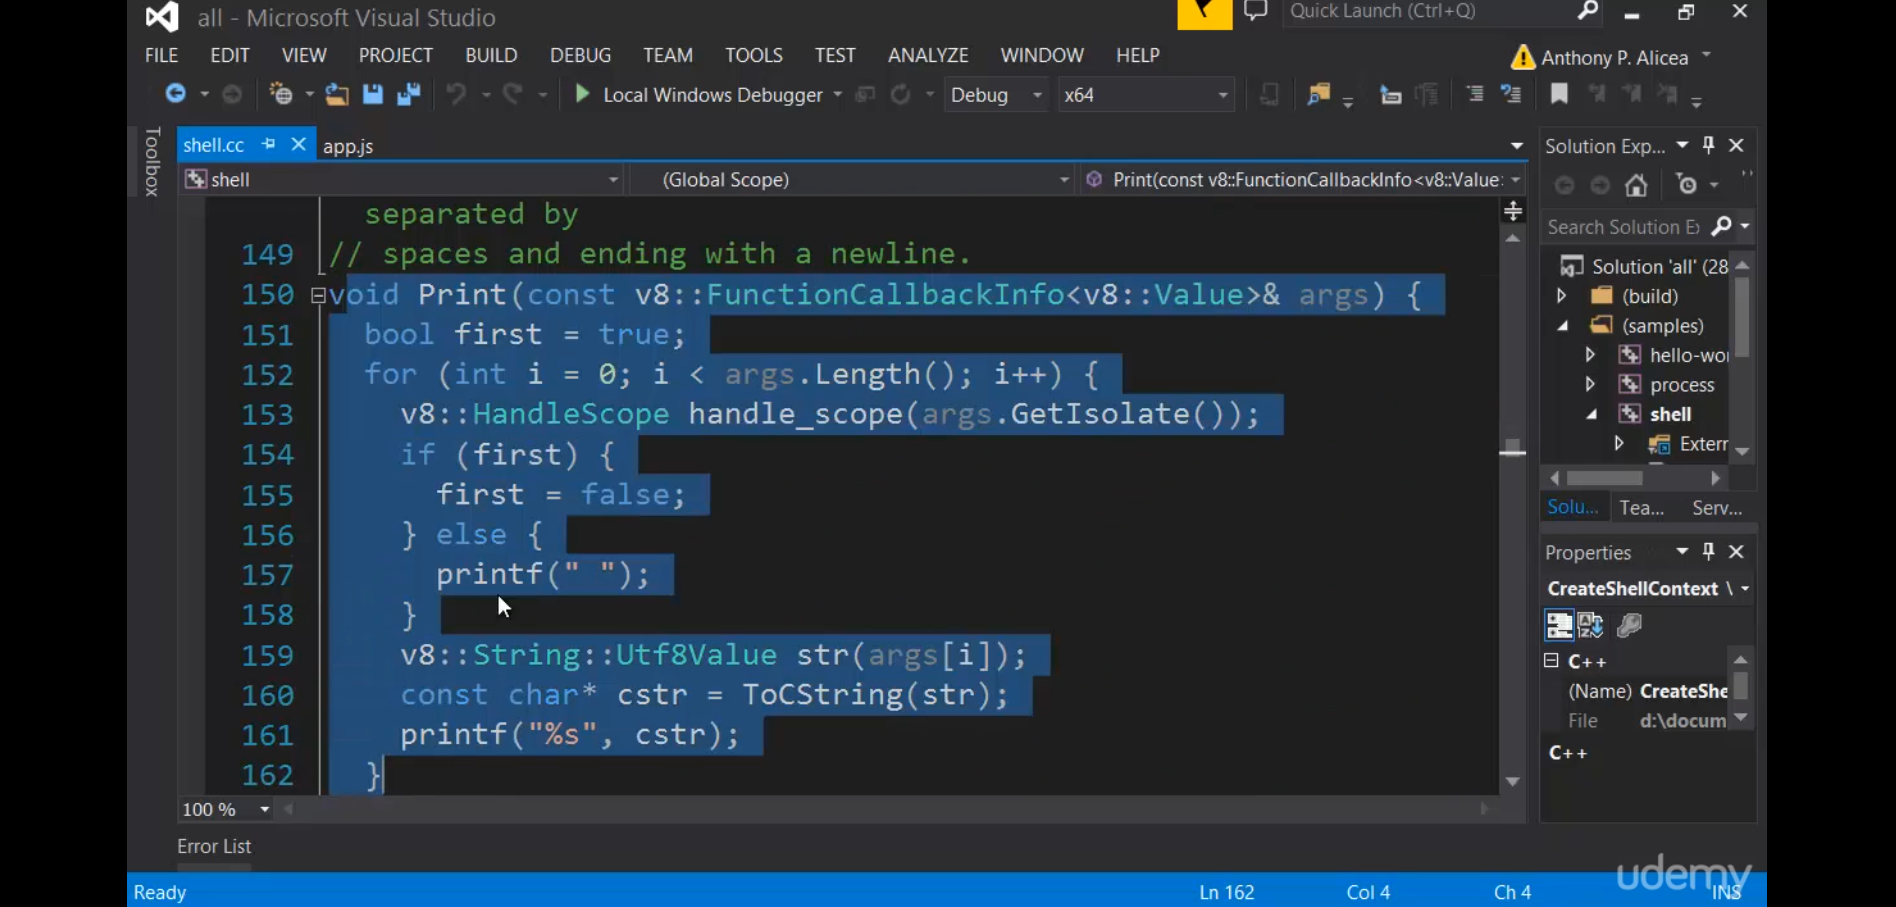 all - Microsoft Visual Studio
Quick Launch (Ctrl+Q)
FILE EDIT VIEW PROJECT BUILD DEBUG TEAM TOOLS TEST ANALYZE WINDOW HELP
Anthony P. Alicea
Local Windows Debugger
Debug
x64
Toolbox
shell.cc
app.js
shell
(Global Scope)
Print(const v8::FunctionCallbackInfo<v8::Value:
separated by
149 // spaces and ending with a newline.
150 void Print(const v8::FunctionCallbackInfo<v8::Value>& args) {
151 bool first = true;
152 for (int i = 0; i < args.Length(); i++) {
153 v8::HandleScope handle_scope(args.GetIsolate());
154 if (first) {
155 first = false;
156 } else {
157 printf(" ");
158 }
159 v8::String::Utf8Value str(args[i]);
160 const char* cstr = ToCString(str);
161 printf("%s", cstr);
162 }
100 %
Error List
Solution Exp...
Search Solution E
Solution 'all' (28
(build)
(samples)
hello-wo
process
shell
Extern
Solu... Tea... Serv...
Properties
CreateShellContext \
C++
(Name) CreateShe
File d:\docum
C++
udemy
Ready
Ln 162
Col 4
Ch 4
INS